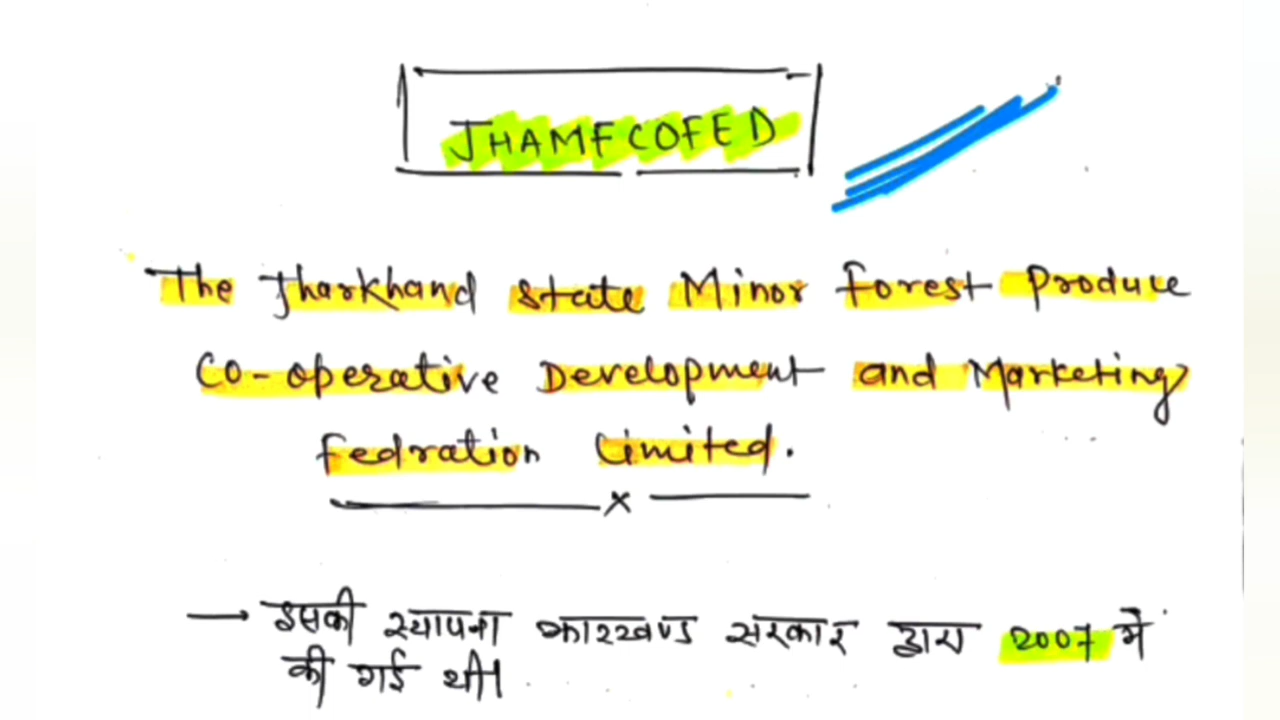 JHAMFCOFED
The Jharkhand State Minor Forest Produce
Co-operative Development and Marketing
Fedration Limited.
→ इसकी स्थापना झारखण्ड सरकार द्वारा 2007 में
की गई थी।